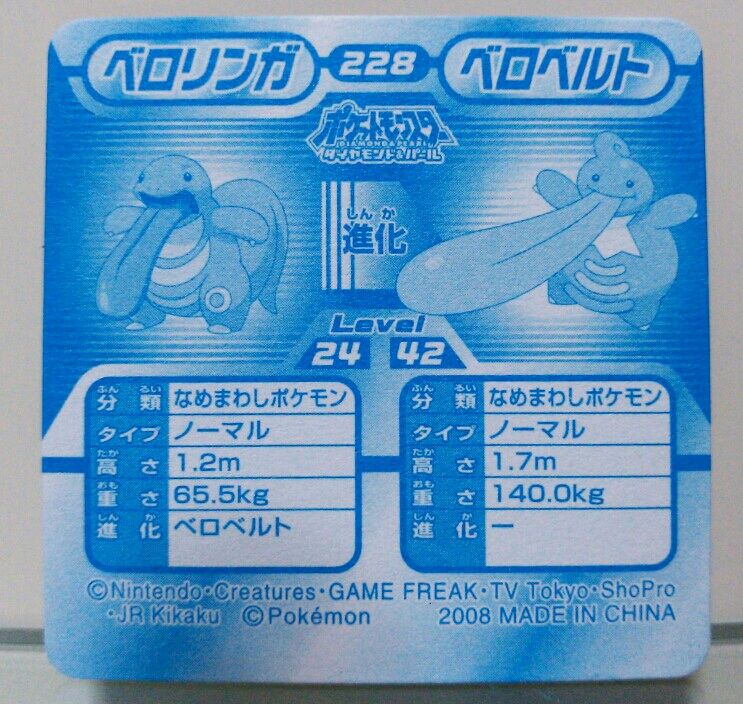 ベロリンガ 228 ベロベルト
ポケットモンスター
DIAMOND & PEARL
ダイヤモンド&パール
しんか
進化
Level
24 42
ぶんるい
分類 なめまわしポケモン
タイプ ノーマル
たか
高さ 1.2m
おも
重さ 65.5kg
しんか
進化 ベロベルト
ぶんるい
分類 なめまわしポケモン
タイプ ノーマル
たか
高さ 1.7m
おも
重さ 140.0kg
しんか
進化 ー
©Nintendo・Creatures・GAME FREAK・TV Tokyo・ShoPro
・JR Kikaku ©Pokémon 2008 MADE IN CHINA